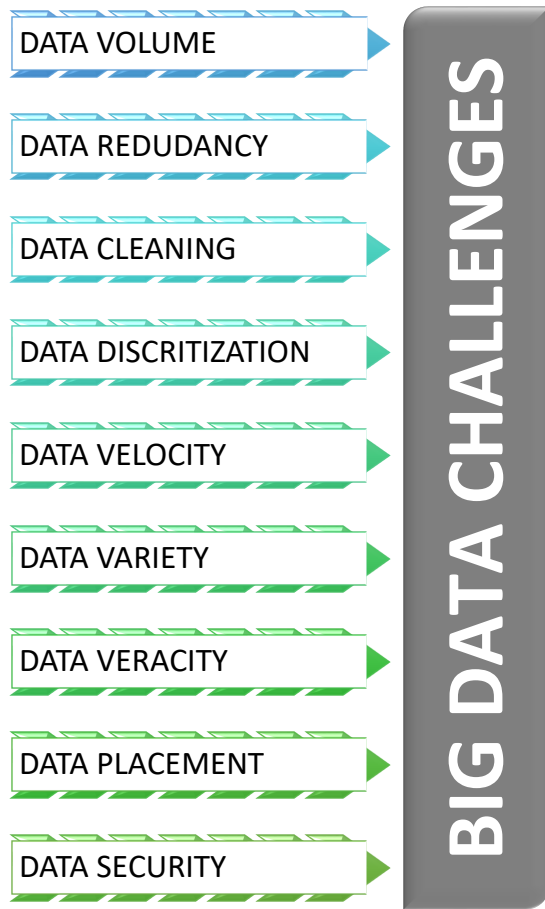 DATA VOLUME
DATA REDUDANCY
DATA CLEANING
DATA DISCRITIZATION
DATA VELOCITY
DATA VARIETY
DATA VERACITY
DATA PLACEMENT
DATA SECURITY
BIG DATA CHALLENGES